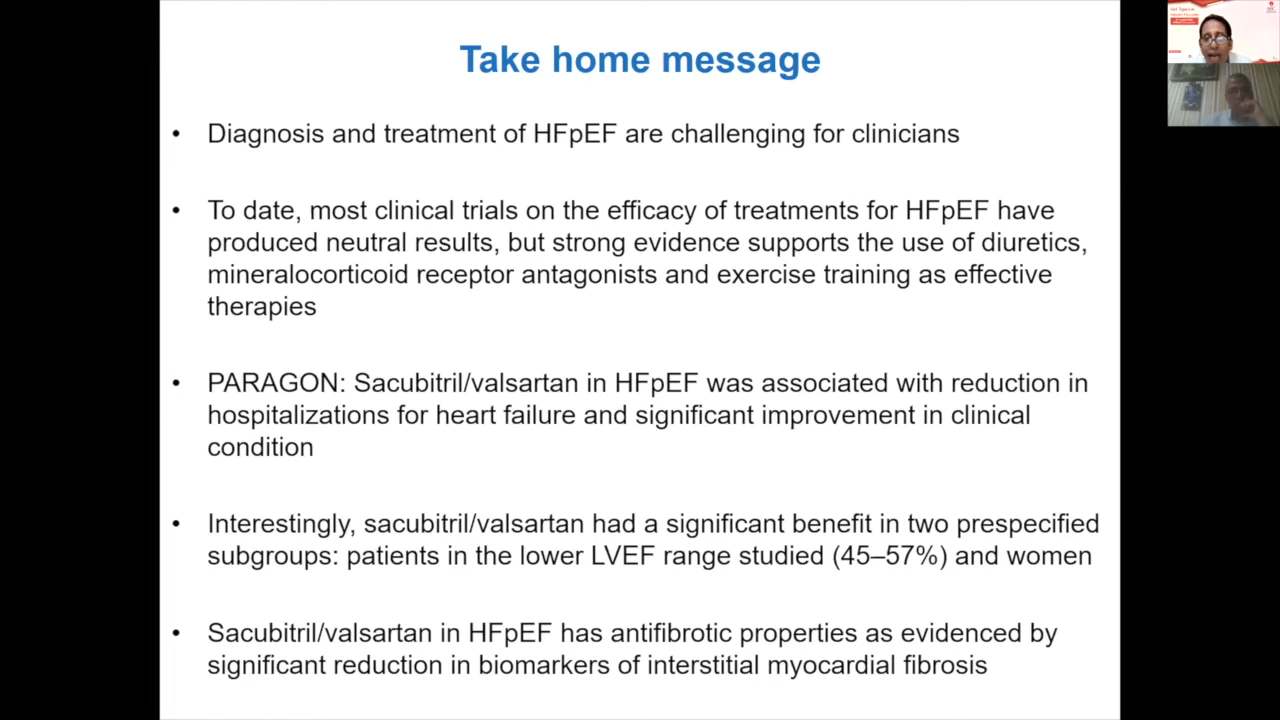 Take home message
• Diagnosis and treatment of HFpEF are challenging for clinicians
• To date, most clinical trials on the efficacy of treatments for HFpEF have
produced neutral results, but strong evidence supports the use of diuretics,
mineralocorticoid receptor antagonists and exercise training as effective
therapies
• PARAGON: Sacubitril/valsartan in HFpEF was associated with reduction in
hospitalizations for heart failure and significant improvement in clinical
condition
• Interestingly, sacubitril/valsartan had a significant benefit in two prespecified
subgroups: patients in the lower LVEF range studied (45–57%) and women
• Sacubitril/valsartan in HFpEF has antifibrotic properties as evidenced by
significant reduction in biomarkers of interstitial myocardial fibrosis